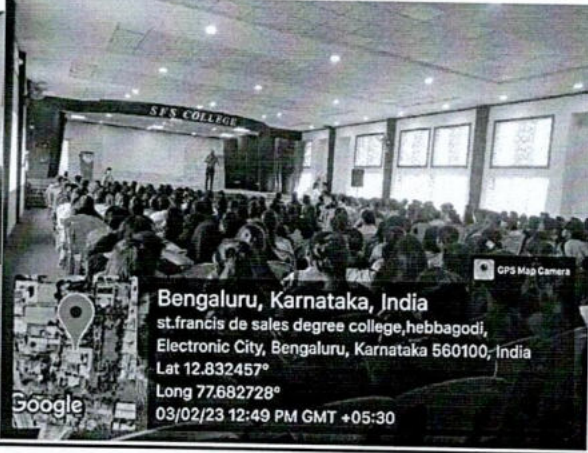 SFS COLLEGE
GPS Map Camera
Bengaluru, Karnataka, India
st.francis de sales degree college,hebbagodi,
Electronic City, Bengaluru, Karnataka 560100, India
Lat 12.832457°
Long 77.682728°
03/02/23 12:49 PM GMT +05:30
Google